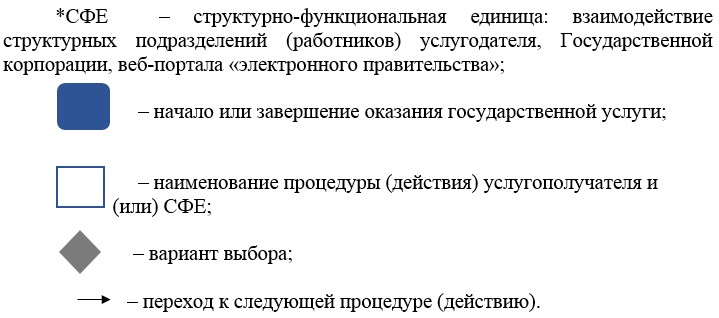 *СФЕ – структурно-функциональная единица: взаимодействие
структурных подразделений (работников) услугодателя, Государственной
корпорации, веб-портала «электронного правительства»;
– начало или завершение оказания государственной услуги;
– наименование процедуры (действия) услугополучателя и
(или) СФЕ;
– вариант выбора;
– переход к следующей процедуре (действию).